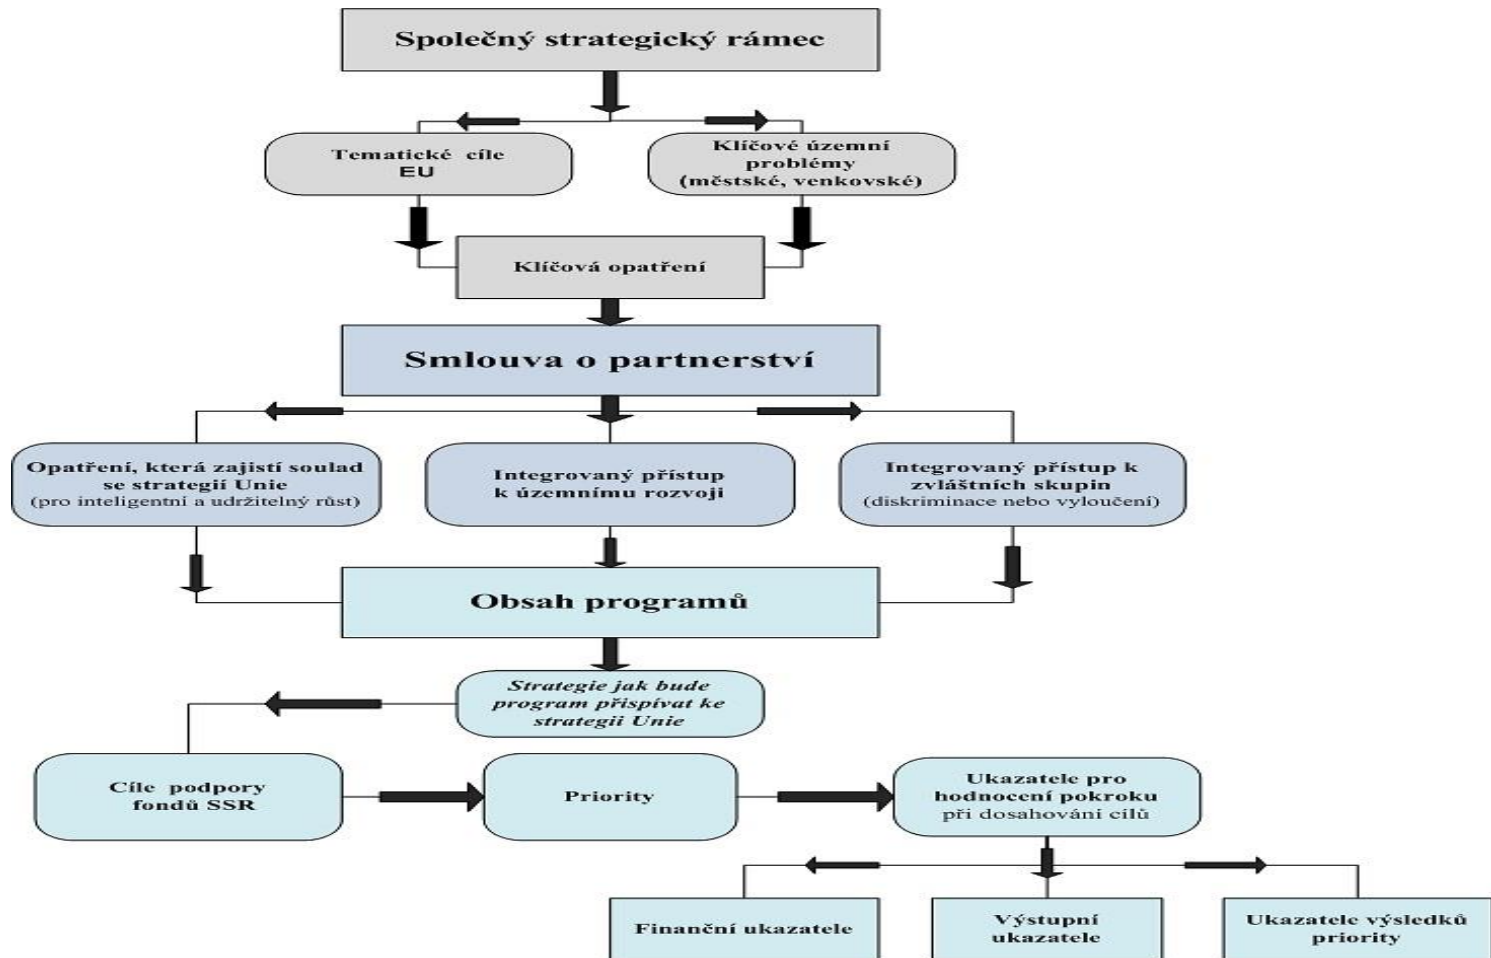 Společný strategický rámec
Tematické cíle
EU
Klíčové územní
problémy
(městské, venkovské)
Klíčová opatření
Smlouva o partnerství
Opatření, která zajistí soulad
se strategií Unie
(pro inteligentní a udržitelný růst)
Integrovaný přístup
k územnímu rozvoji
Integrovaný přístup k
zvláštních skupin
(diskriminace nebo vyloučení)
Obsah programů
Strategie jak bude
program přispívat ke
strategii Unie
Cíle podpory
fondů SSR
Priority
Ukazatele pro
hodnocení pokroku
při dosahování cílů
Finanční ukazatele
Výstupní
ukazatele
Ukazatele výsledků
priority